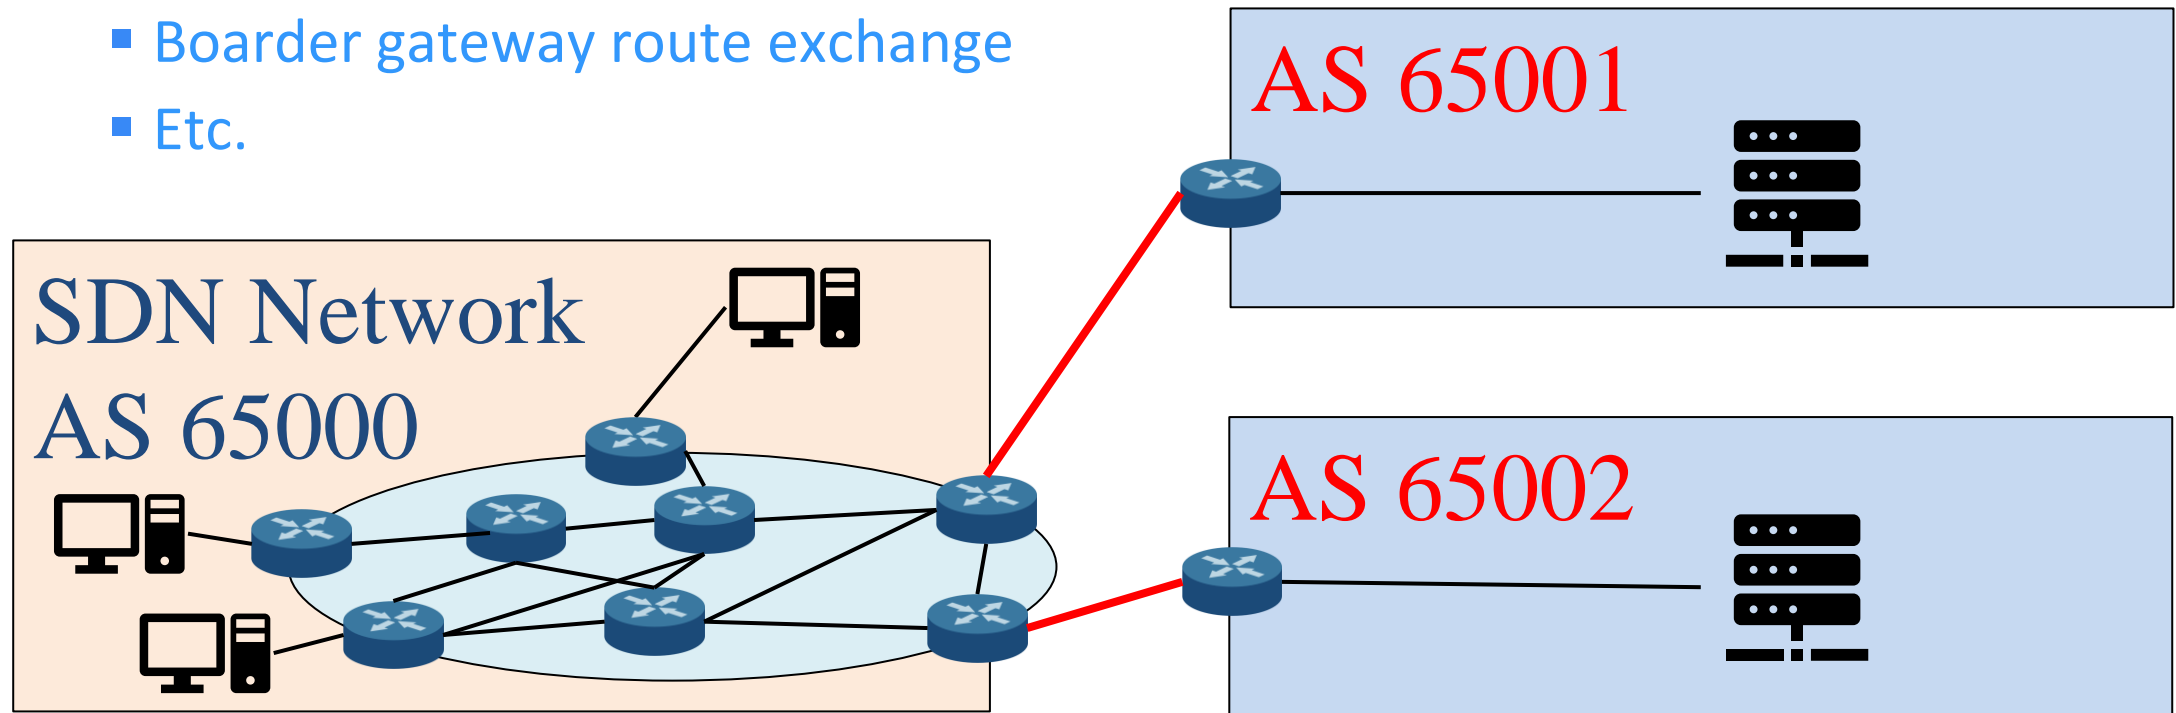 ▪ Boarder gateway route exchange
▪ Etc.
AS 65001
SDN Network
AS 65000
AS 65002